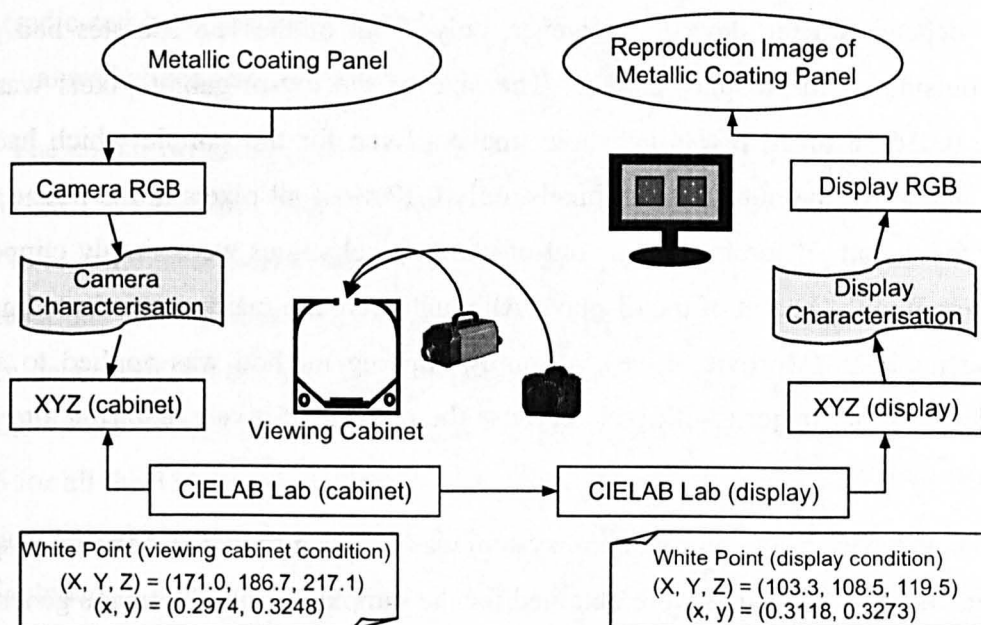 Metallic Coating Panel
Reproduction Image of
Metallic Coating Panel
Camera RGB
Display RGB
Camera
Characterisation
Display
Characterisation
XYZ (cabinet)
Viewing Cabinet
XYZ (display)
CIELAB Lab (cabinet)
CIELAB Lab (display)
White Point (viewing cabinet condition)
(X, Y, Z) = (171.0, 186.7, 217.1)
(x, y) = (0.2974, 0.3248)
White Point (display condition)
(X, Y, Z) = (103.3, 108.5, 119.5)
(x, y) = (0.3118, 0.3273)